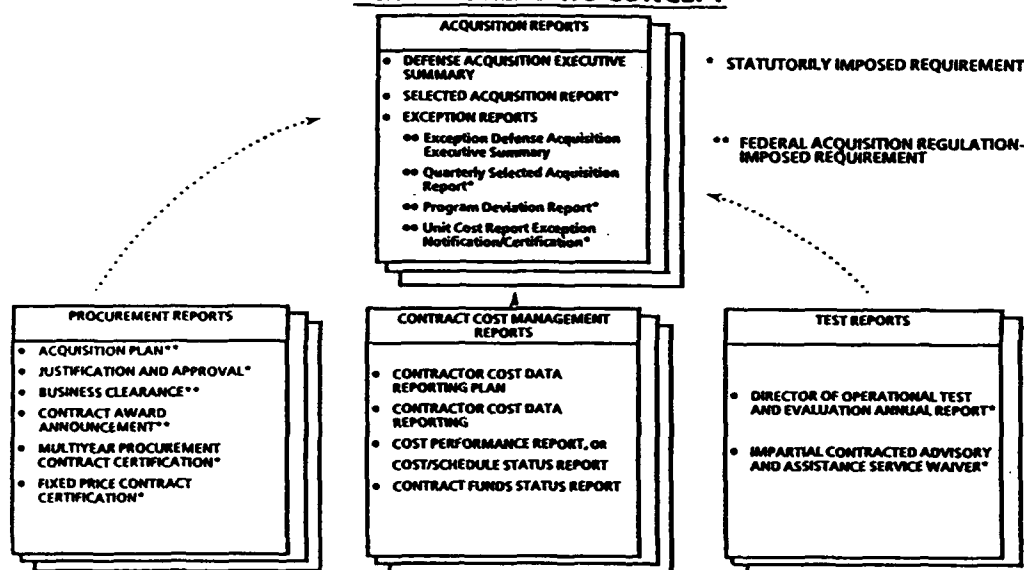 ACQUISITION REPORTS
• DEFENSE ACQUISITION EXECUTIVE
SUMMARY
• SELECTED ACQUISITION REPORT*
• EXCEPTION REPORTS
•• Exception Defense Acquisition
Executive Summary
•• Quarterly Selected Acquisition
Report*
•• Program Deviation Report*
•• Unit Cost Report Exception
Notification/Certification*
* STATUTORILY IMPOSED REQUIREMENT
** FEDERAL ACQUISITION REGULATION-
IMPOSED REQUIREMENT
PROCUREMENT REPORTS
• ACQUISITION PLAN**
• JUSTIFICATION AND APPROVAL*
• BUSINESS CLEARANCE**
• CONTRACT AWARD
ANNOUNCEMENT**
• MULTIYEAR PROCUREMENT
CONTRACT CERTIFICATION*
• FIXED PRICE CONTRACT
CERTIFICATION*
CONTRACT COST MANAGEMENT
REPORTS
• CONTRACTOR COST DATA
REPORTING PLAN
• CONTRACTOR COST DATA
REPORTING
• COST PERFORMANCE REPORT, OR
COST/SCHEDULE STATUS REPORT
• CONTRACT FUNDS STATUS REPORT
TEST REPORTS
• DIRECTOR OF OPERATIONAL TEST
AND EVALUATION ANNUAL REPORT*
• IMPARTIAL CONTRACTED ADVISORY
AND ASSISTANCE SERVICE WAIVER*